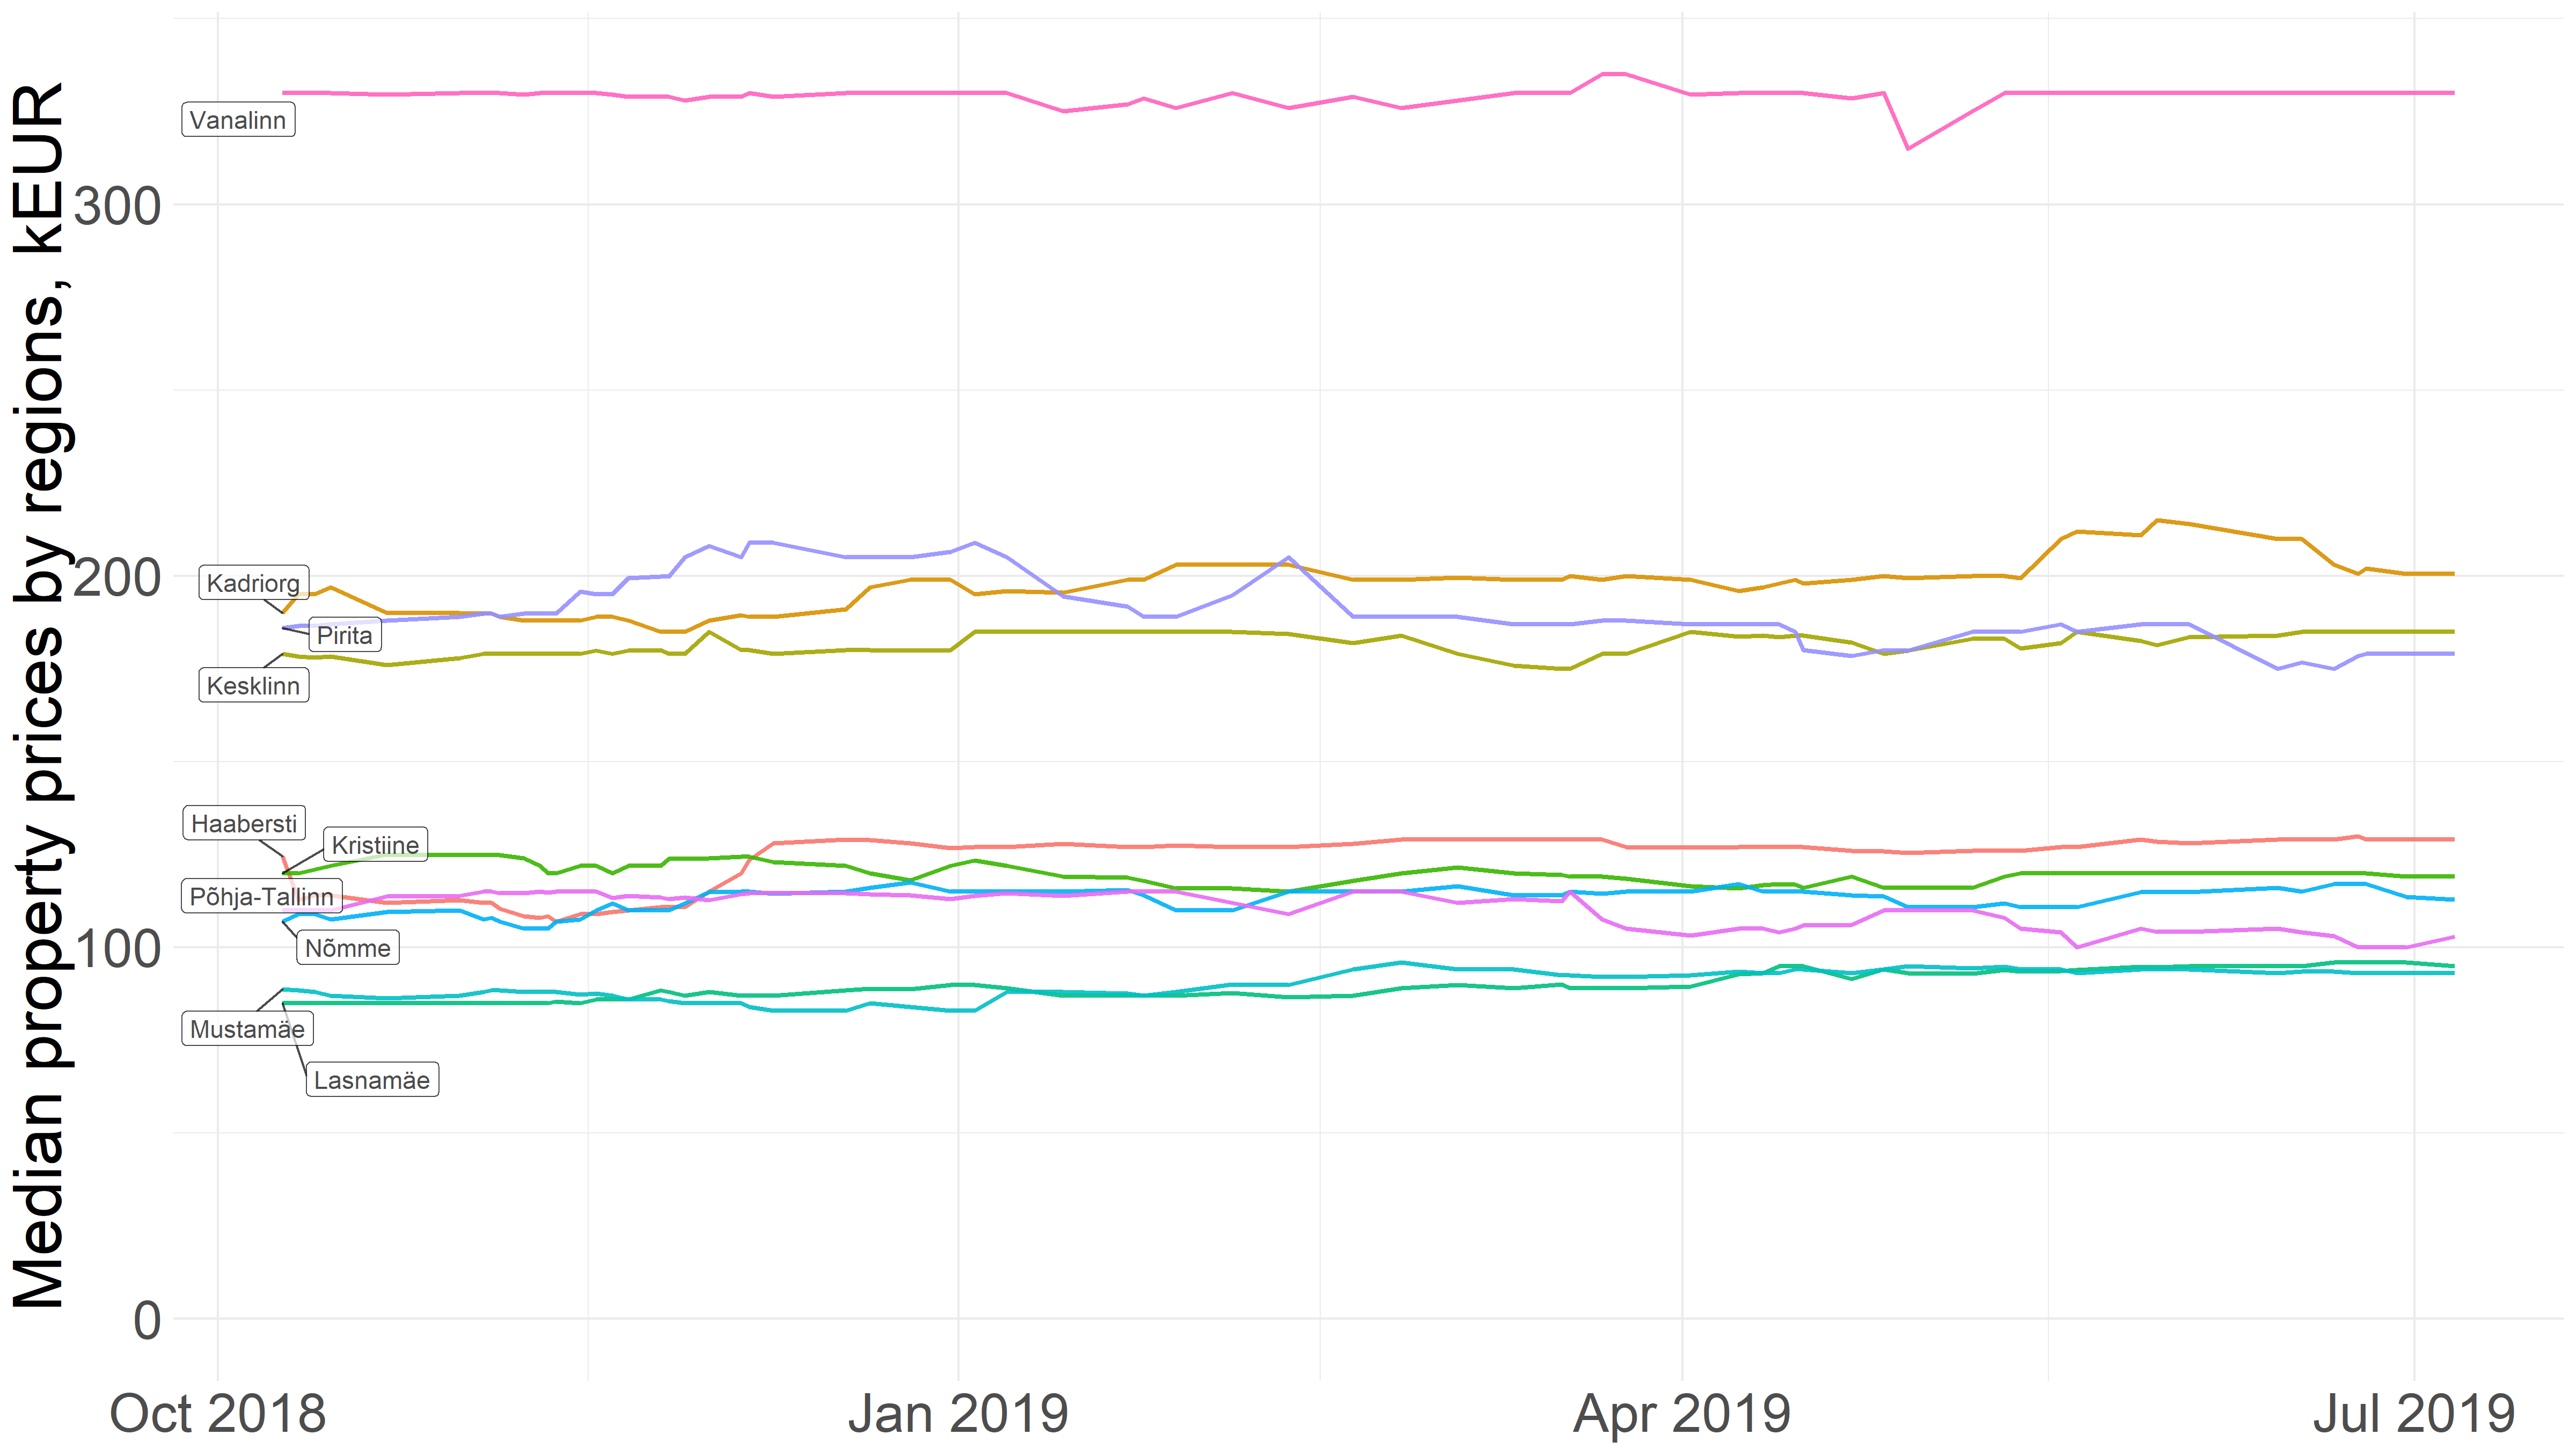 Median property prices by regions, kEUR
300
200
100
0
Vanalinn
Kadriorg
Pirita
Kesklinn
Haabersti
Kristiine
Põhja-Tallinn
Nõmme
Mustamäe
Lasnamäe
Oct 2018
Jan 2019
Apr 2019
Jul 2019